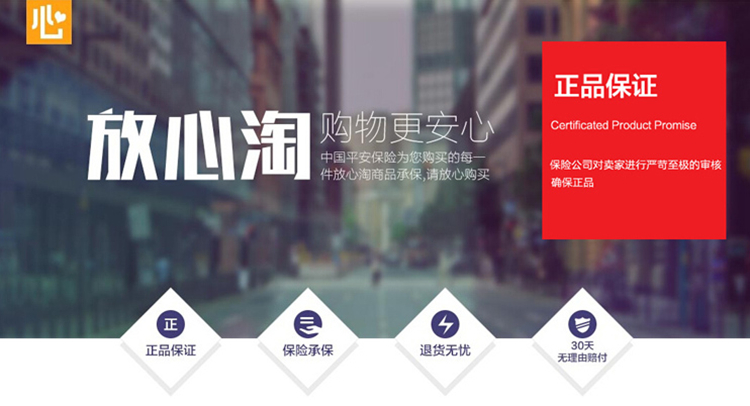 心
正品保证
Certificated Product Promise
保险公司对卖家进行严苛至极的审核
确保正品
放心淘
购物更安心
中国平安保险为您购买的每一
件放心淘商品承保,请放心购买
正
正品保证
保险承保
退货无忧
30天
无理由赔付